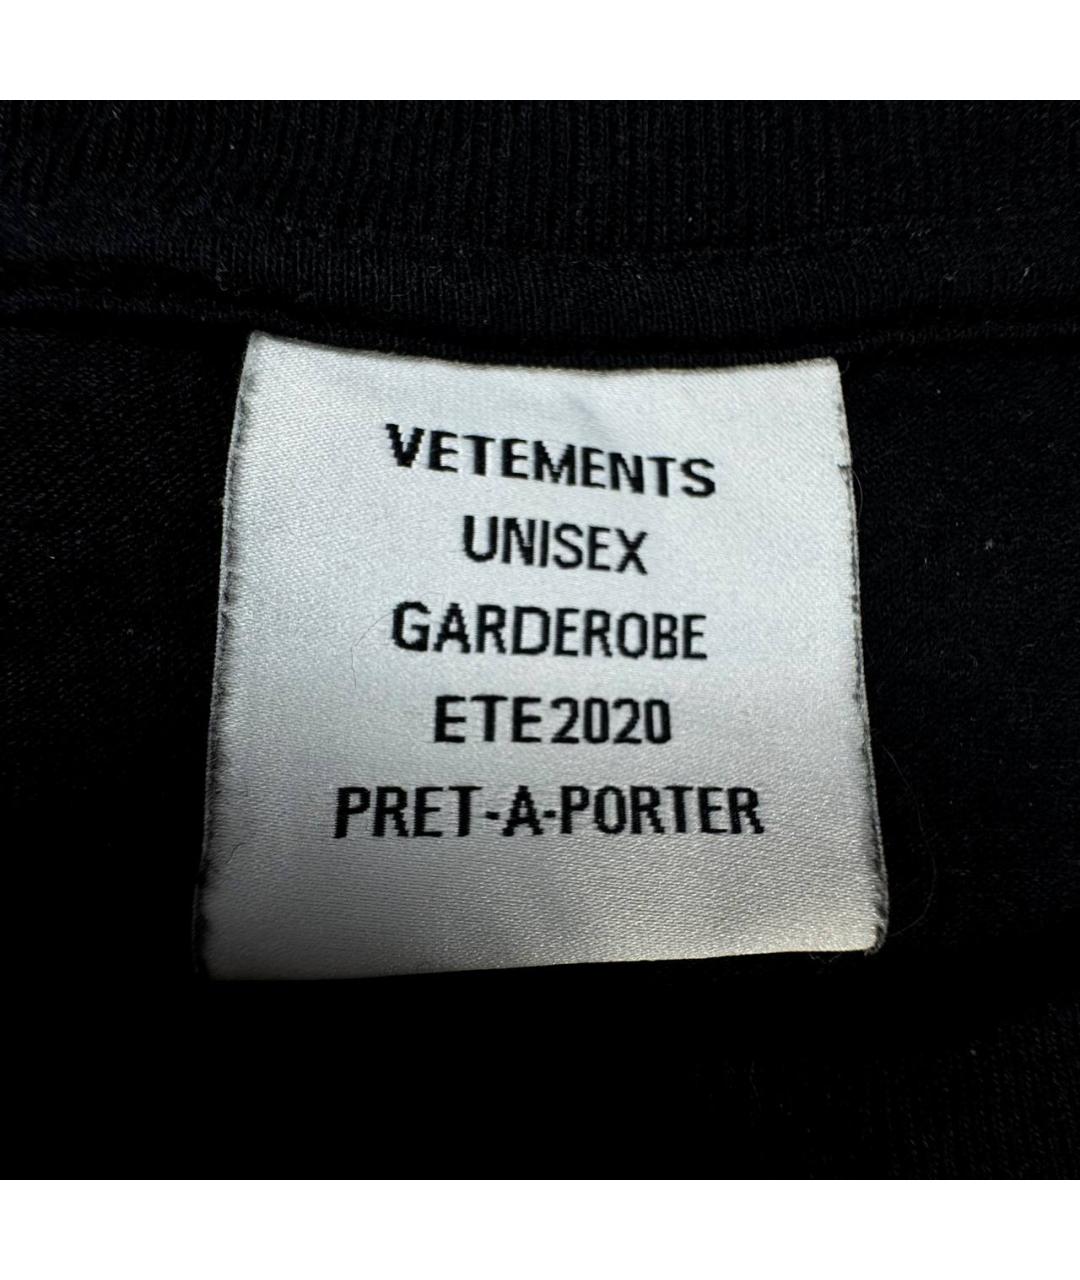 VETEMENTS
UNISEX
GARDEROBE
ETE2020
PRET-A-PORTER